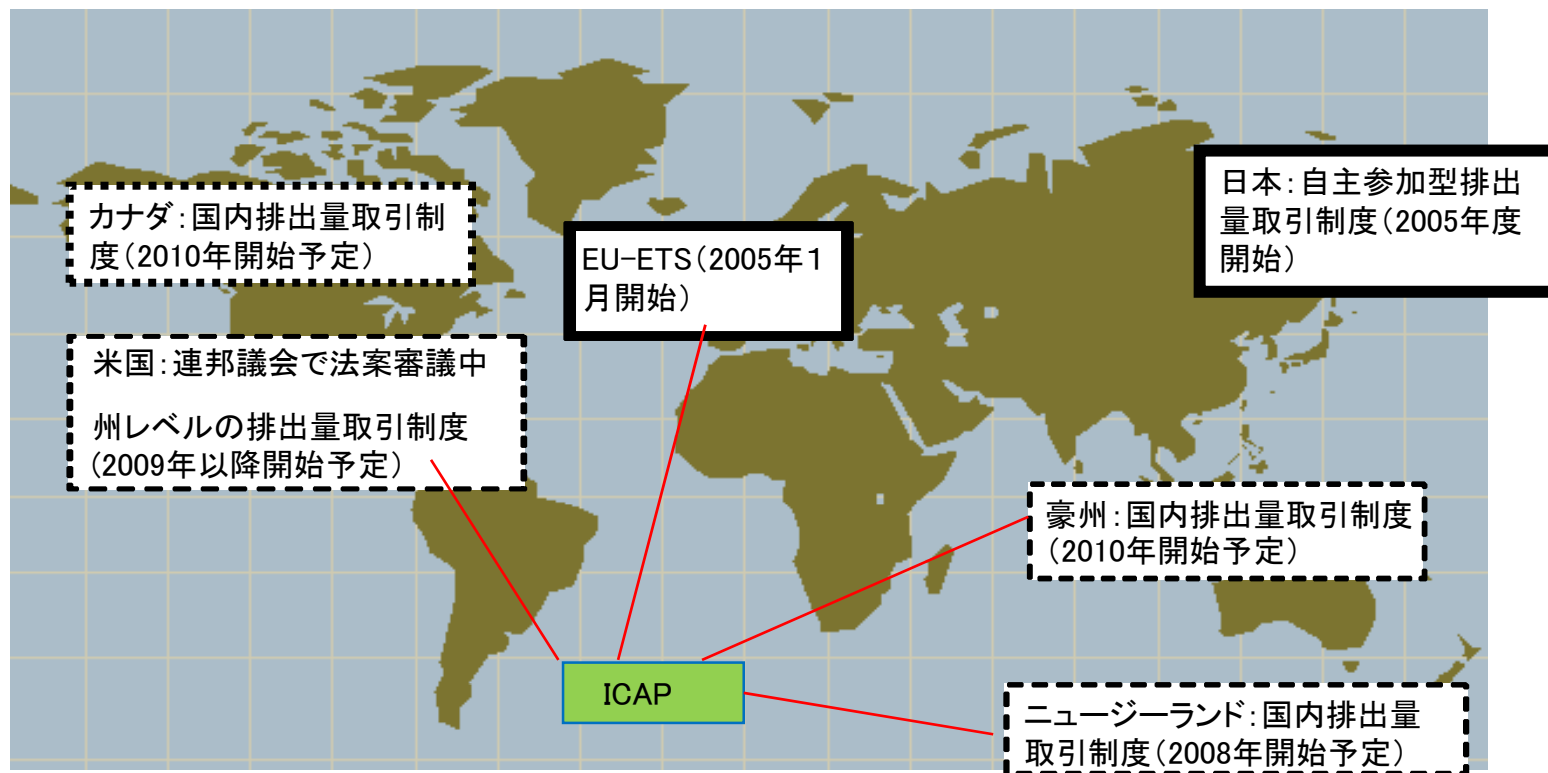 カナダ:国内排出量取引制
度(2010年開始予定)
EU-ETS(2005年1
月開始)
日本:自主参加型排出
量取引制度(2005年度
開始)
米国:連邦議会で法案審議中
州レベルの排出量取引制度
(2009年以降開始予定)
豪州:国内排出量取引制度
(2010年開始予定)
ICAP
ニュージーランド:国内排出量
取引制度(2008年開始予定)